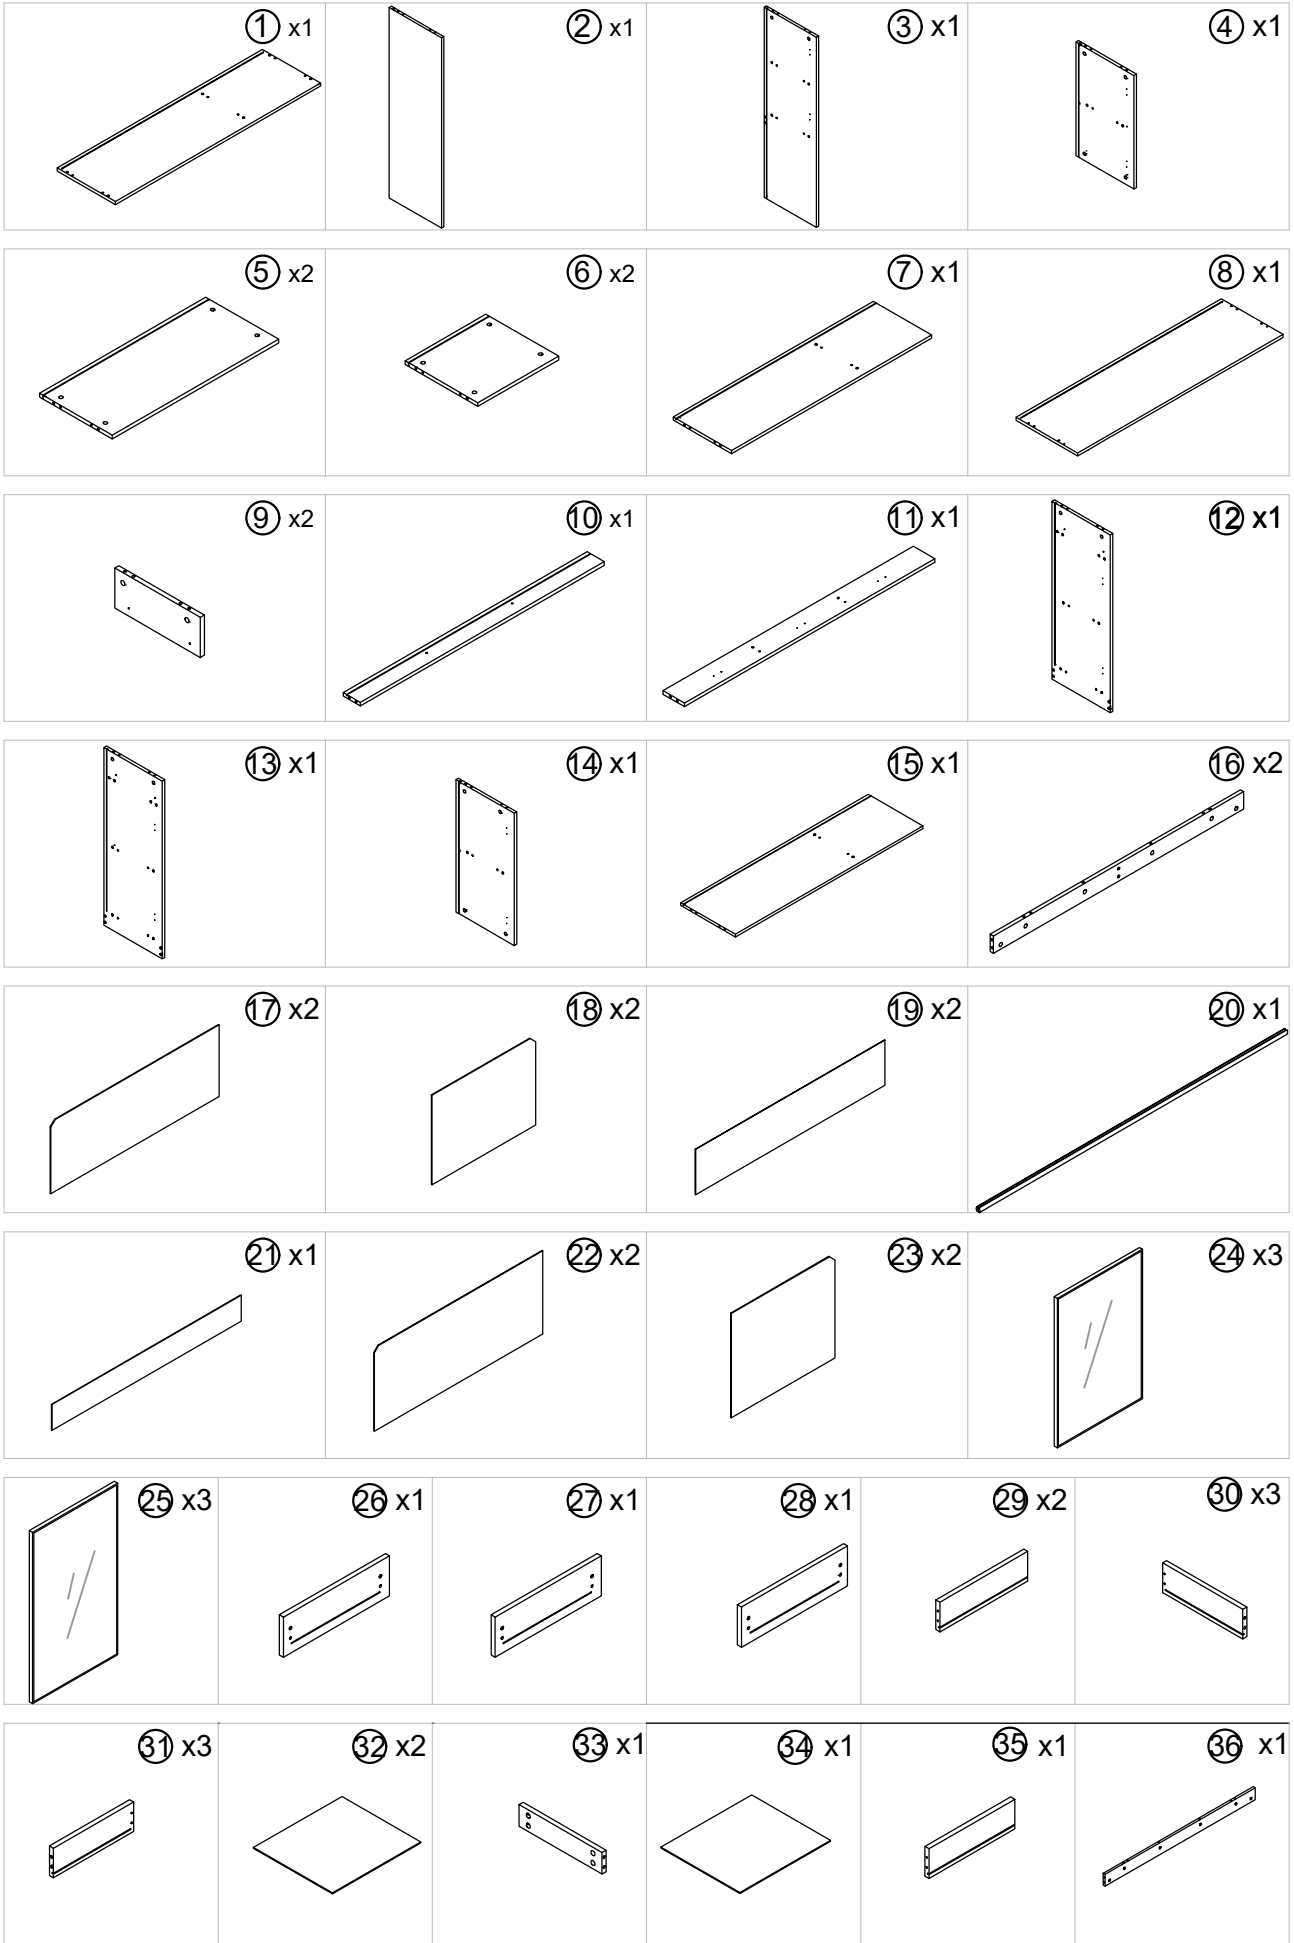 ① x1
② x1
③ x1
④ x1
⑤ x2
⑥ x2
⑦ x1
⑧ x1
⑨ x2
⑩ x1
⑪ x1
⑫ x1
⑬ x1
⑭ x1
⑮ x1
⑯ x2
⑰ x2
⑱ x2
⑲ x2
⑳ x1
㉑ x1
㉒ x2
㉓ x2
㉔ x3
㉕ x3
㉖ x1
㉗ x1
㉘ x1
㉙ x2
㉚ x3
㉛ x3
㉜ x2
㉝ x1
㉞ x1
㉟ x1
㊱ x1